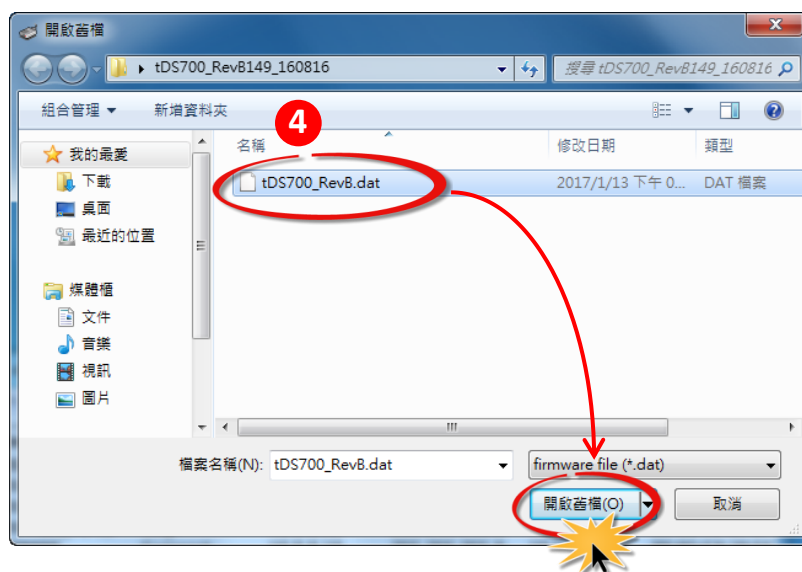 開啟舊檔
tDS700_RevB149_160816
搜尋 tDS700_RevB149_160816
組合管理 新增資料夾
4
名稱 修改日期 類型
我的最愛
tDS700_RevB.dat 2017/1/13 下午 0... DAT 檔案
下載
桌面
最近的位置
媒體櫃
文件
音樂
視訊
圖片
檔案名稱(N): tDS700_RevB.dat firmware file (*.dat)
開啟舊檔(O) 取消